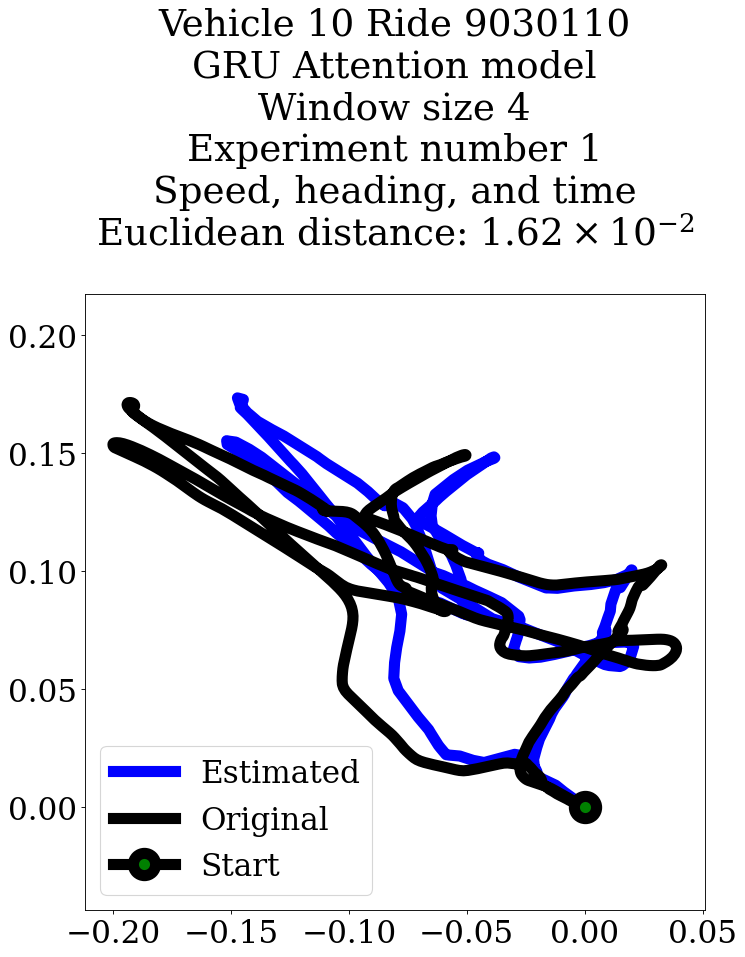 Vehicle 10 Ride 9030110
GRU Attention model
Window size 4
Experiment number 1
Speed, heading, and time
Euclidean distance: 1.62 × 10⁻²
0.20
0.15
0.10
0.05
0.00
Estimated
Original
Start
−0.20 −0.15 −0.10 −0.05 0.00 0.05